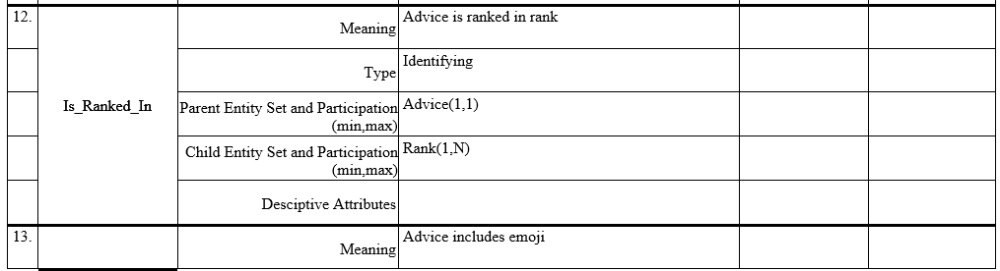 12.
Is_Ranked_In
Meaning
Advice is ranked in rank
Type
Identifying
Parent Entity Set and Participation
(min,max)
Advice(1,1)
Child Entity Set and Participation
(min,max)
Rank(1,N)
Desciptive Attributes
13.
Meaning
Advice includes emoji